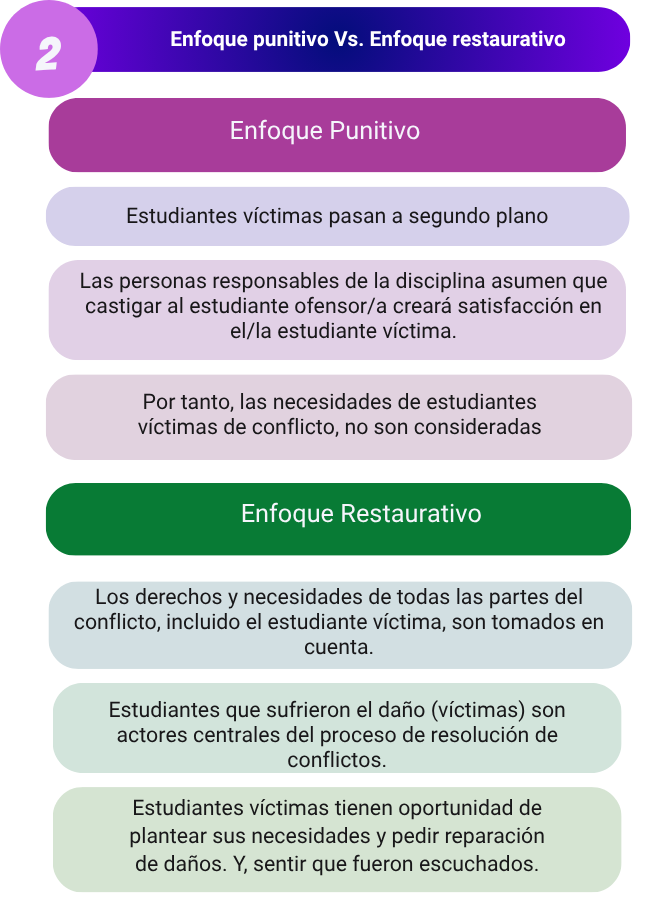 2
Enfoque punitivo Vs. Enfoque restaurativo
Enfoque Punitivo
Estudiantes víctimas pasan a segundo plano
Las personas responsables de la disciplina asumen que
castigar al estudiante ofensor/a creará satisfacción en
el/la estudiante víctima.
Por tanto, las necesidades de estudiantes
víctimas de conflicto, no son consideradas
Enfoque Restaurativo
Los derechos y necesidades de todas las partes del
conflicto, incluido el estudiante víctima, son tomados en
cuenta.
Estudiantes que sufrieron el daño (víctimas) son
actores centrales del proceso de resolución de
conflictos.
Estudiantes víctimas tienen oportunidad de
plantear sus necesidades y pedir reparación
de daños. Y, sentir que fueron escuchados.